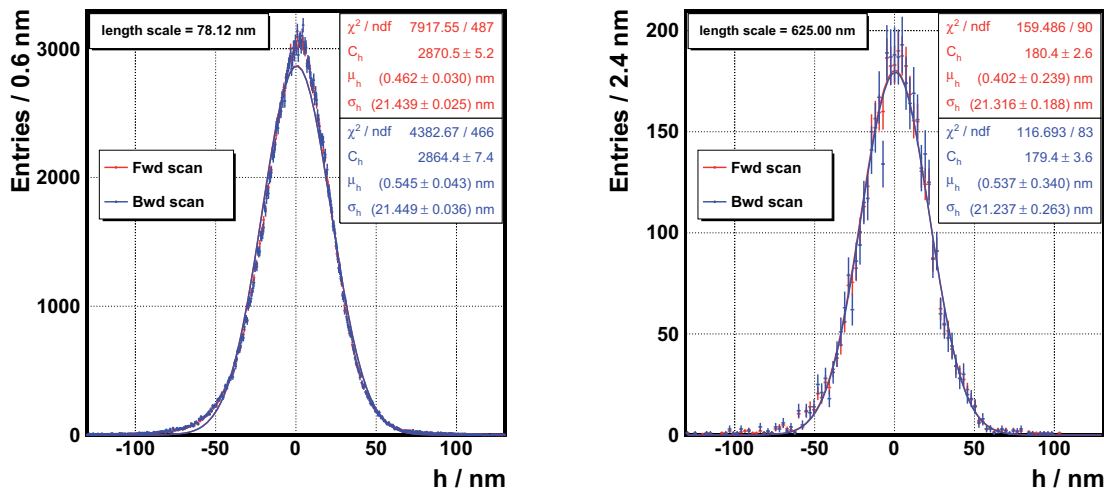 length scale = 78.12 nm
χ² / ndf 7917.55 / 487
C_h 2870.5 ± 5.2
μ_h (0.462 ± 0.030) nm
σ_h (21.439 ± 0.025) nm
χ² / ndf 4382.67 / 466
C_h 2864.4 ± 7.4
μ_h (0.545 ± 0.043) nm
σ_h (21.449 ± 0.036) nm
Fwd scan
Bwd scan
Entries / 0.6 nm
3000
2000
1000
0
-100 -50 0 50 100
h / nm
length scale = 625.00 nm
χ² / ndf 159.486 / 90
C_h 180.4 ± 2.6
μ_h (0.402 ± 0.239) nm
σ_h (21.316 ± 0.188) nm
χ² / ndf 116.693 / 83
C_h 179.4 ± 3.6
μ_h (0.537 ± 0.340) nm
σ_h (21.237 ± 0.263) nm
Fwd scan
Bwd scan
Entries / 2.4 nm
200
150
100
50
0
-100 -50 0 50 100
h / nm